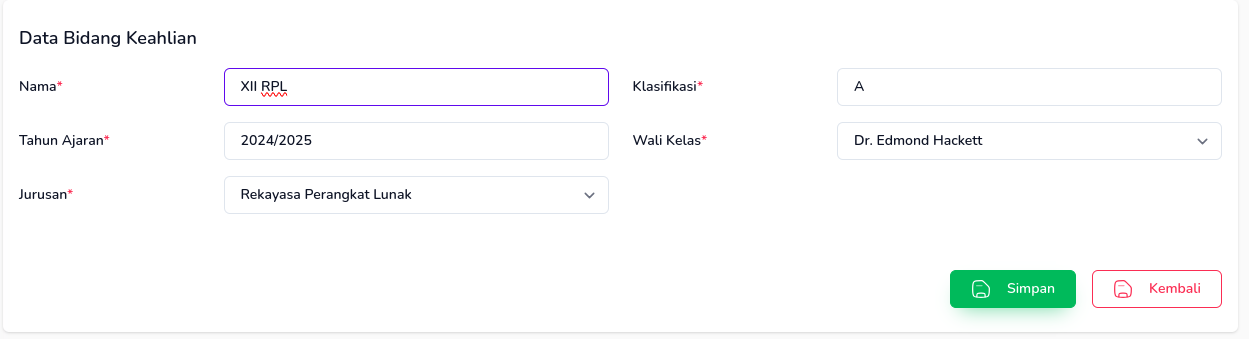 Data Bidang Keahlian
Nama* XII RPL Klasifikasi* A
Tahun Ajaran* 2024/2025 Wali Kelas* Dr. Edmond Hackett
Jurusan* Rekayasa Perangkat Lunak
Simpan Kembali